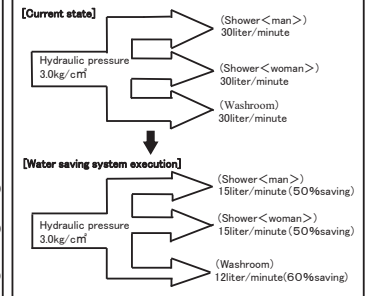 [Current state]
(Shower<man>)
30liter/minute
Hydraulic pressure
3.0kg/c㎡
(Shower<woman>)
30liter/minute
(Washroom)
30liter/minute
[Water saving system execution]
(Shower<man>)
15liter/minute(50%saving)
(Shower<woman>)
15liter/minute(50%saving)
Hydraulic pressure
3.0kg/c㎡
(Washroom)
12liter/minute(60%saving)